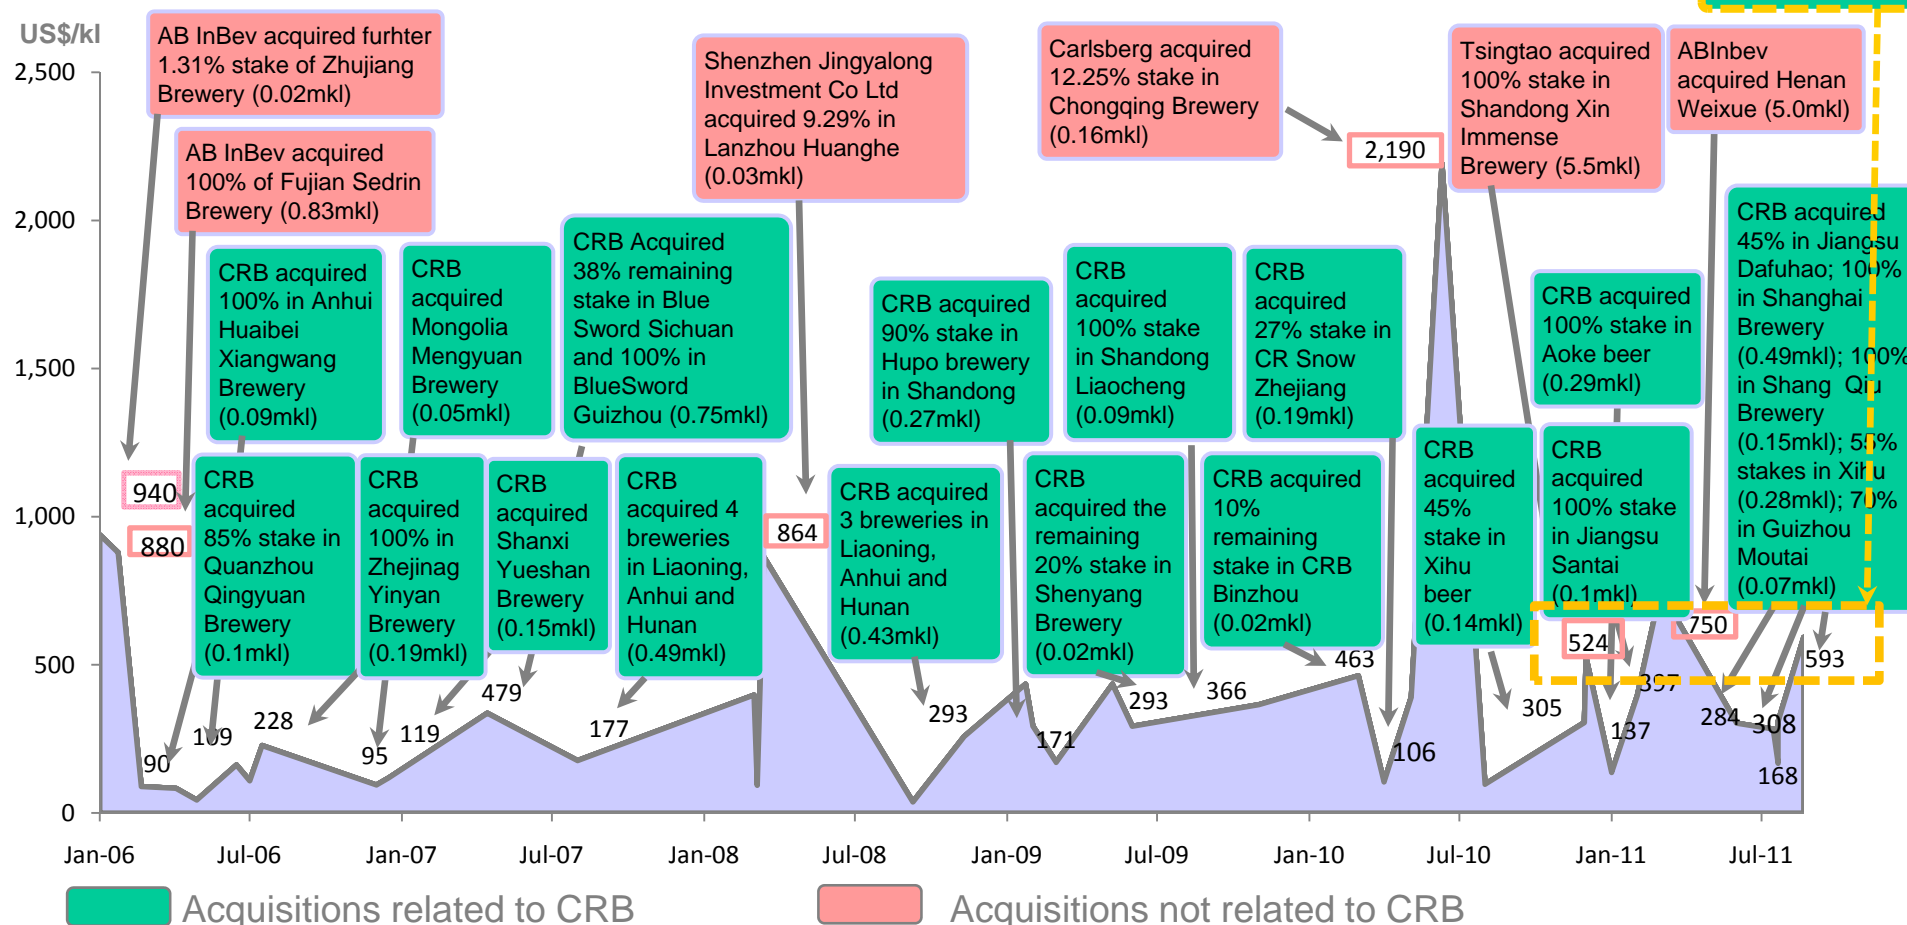 US$/kl
2,500
2,000
1,500
1,000
500
0
AB InBev acquired furhter
1.31% stake of Zhujiang
Brewery (0.02mkl)
AB InBev acquired
100% of Fujian Sedrin
Brewery (0.83mkl)
CRB acquired
100% in Anhui
Huaibei
Xiangwang
Brewery
(0.09mkl)
CRB
acquired
Mongolia
Mengyuan
Brewery
(0.05mkl)
CRB Acquired
38% remaining
stake in Blue
Sword Sichuan
and 100% in
BlueSword
Guizhou (0.75mkl)
Shenzhen Jingyalong
Investment Co Ltd
acquired 9.29% in
Lanzhou Huanghe
(0.03mkl)
CRB acquired
90% stake in
Hupo brewery
in Shandong
(0.27mkl)
Carlsberg acquired
12.25% stake in
Chongqing Brewery
(0.16mkl)
CRB
acquired
100% stake
in Shandong
Liaocheng
(0.09mkl)
CRB
acquired
27% stake in
CR Snow
Zhejiang
(0.19mkl)
Tsingtao acquired
100% stake in
Shandong Xin
Immense
Brewery (5.5mkl)
ABInbev
acquired Henan
Weixue (5.0mkl)
CRB acquired
100% stake in
Aoke beer
(0.29mkl)
CRB acquired
45% in Jiangsu
Dafuhao; 100%
in Shanghai
Brewery
(0.49mkl); 100%
in Shang Qiu
Brewery
(0.15mkl); 55%
stakes in Xihu
(0.28mkl); 70%
in Guizhou
Moutai
(0.07mkl)
CRB
acquired
85% stake in
Quanzhou
Qingyuan
Brewery
(0.1mkl)
CRB
acquired
100% in
Zhejinag
Yinyan
Brewery
(0.19mkl)
CRB
acquired
Shanxi
Yueshan
Brewery
(0.15mkl)
CRB
acquired 4
breweries
in Liaoning,
Anhui and
Hunan
(0.49mkl)
CRB acquired
3 breweries in
Liaoning,
Anhui and
Hunan
(0.43mkl)
CRB
acquired the
remaining
20% stake in
Shenyang
Brewery
(0.02mkl)
CRB acquired
10%
remaining
stake in CRB
Binzhou
(0.02mkl)
CRB
acquired
45%
stake in
Xihu
beer
(0.14mkl)
CRB
acquired
100% stake
in Jiangsu
Santai
(0.1mkl)
940
880
90
109
228
95
119
479
177
864
293
171
293
366
463
106
2,190
305
524
137
397
750
284
308
168
593
Jan-06
Jul-06
Jan-07
Jul-07
Jan-08
Jul-08
Jan-09
Jul-09
Jan-10
Jul-10
Jan-11
Jul-11
Acquisitions related to CRB
Acquisitions not related to CRB